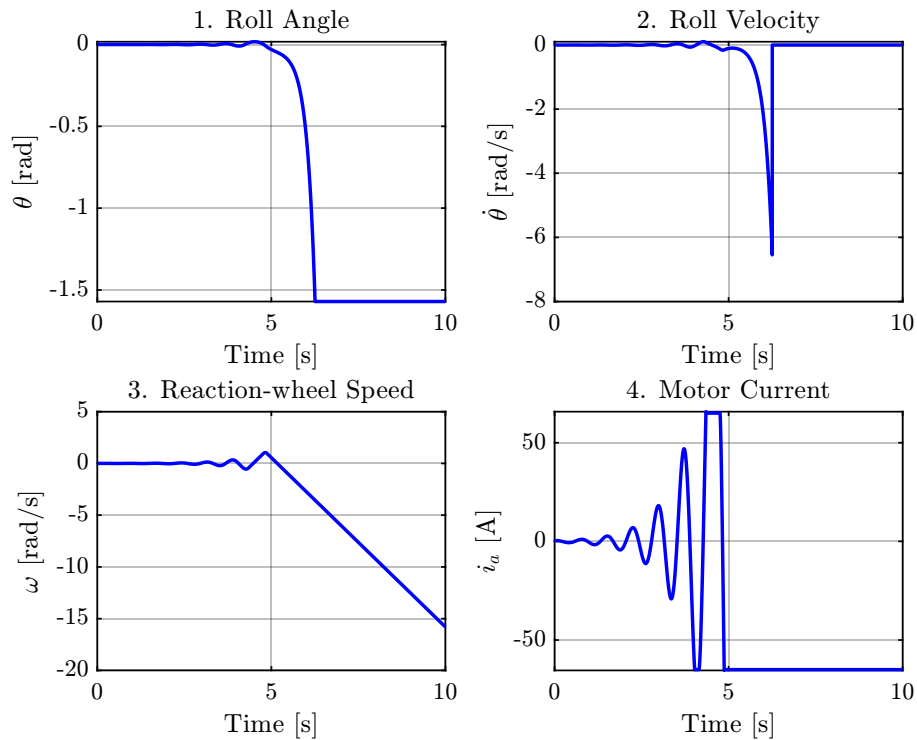 1. Roll Angle
0
-0.5
-1
-1.5
θ [rad]
0
5
10
Time [s]
2. Roll Velocity
0
-2
-4
-6
-8
θ̇ [rad/s]
0
5
10
Time [s]
3. Reaction-wheel Speed
5
0
-5
-10
-15
-20
ω [rad/s]
0
5
10
Time [s]
4. Motor Current
50
0
-50
i_a [A]
0
5
10
Time [s]